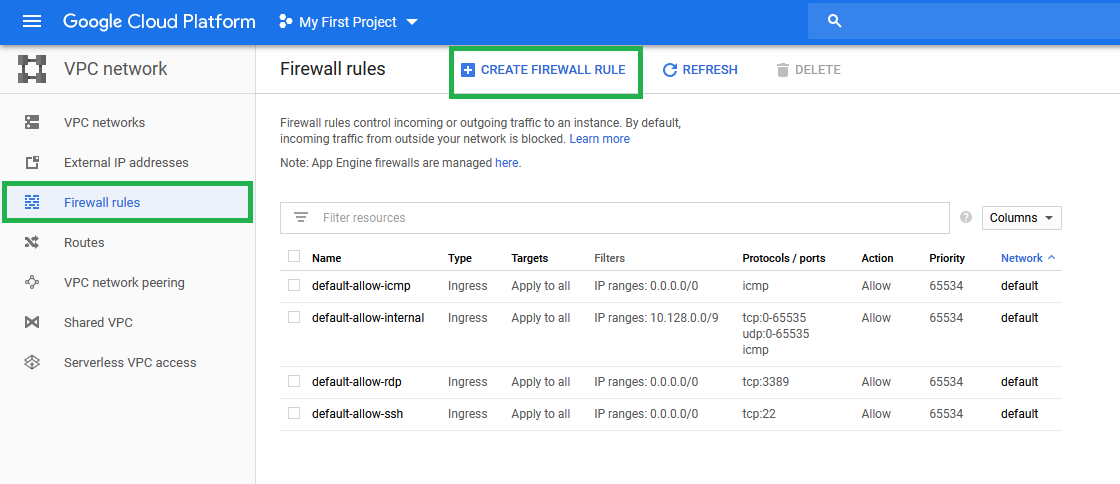 Google Cloud Platform
My First Project
VPC network
Firewall rules
CREATE FIREWALL RULE
REFRESH
DELETE
VPC networks
External IP addresses
Firewall rules
Routes
VPC network peering
Shared VPC
Serverless VPC access
Firewall rules control incoming or outgoing traffic to an instance. By default,
incoming traffic from outside your network is blocked. Learn more
Note: App Engine firewalls are managed here.
Filter resources
?
Columns
Name Type Targets Filters Protocols / ports Action Priority Network
default-allow-icmp Ingress Apply to all IP ranges: 0.0.0.0/0 icmp Allow 65534 default
default-allow-internal Ingress Apply to all IP ranges: 10.128.0.0/9 tcp:0-65535 Allow 65534 default
udp:0-65535
icmp
default-allow-rdp Ingress Apply to all IP ranges: 0.0.0.0/0 tcp:3389 Allow 65534 default
default-allow-ssh Ingress Apply to all IP ranges: 0.0.0.0/0 tcp:22 Allow 65534 default